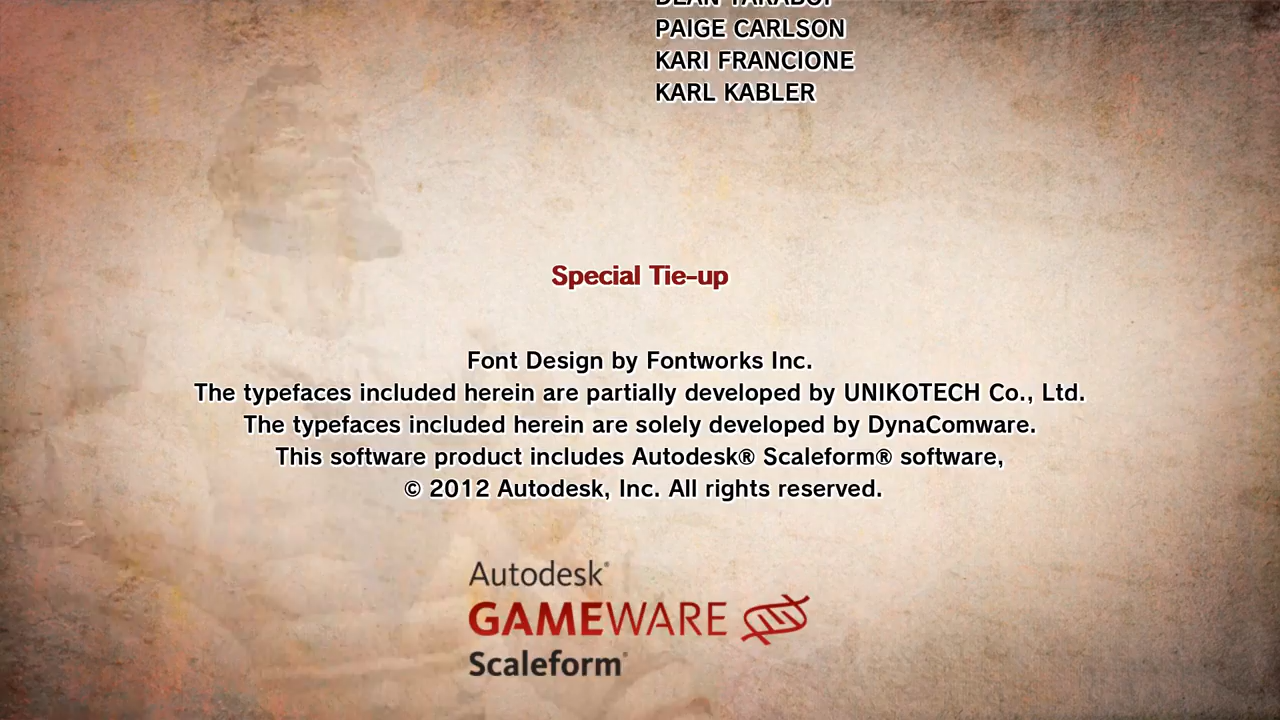 PAIGE CARLSON
KARI FRANCIONE
KARL KABLER
Special Tie-up
Font Design by Fontworks Inc.
The typefaces included herein are partially developed by UNIKOTECH Co., Ltd.
The typefaces included herein are solely developed by DynaComware.
This software product includes Autodesk® Scaleform® software,
© 2012 Autodesk, Inc. All rights reserved.
Autodesk®
GAMEWARE
Scaleform®